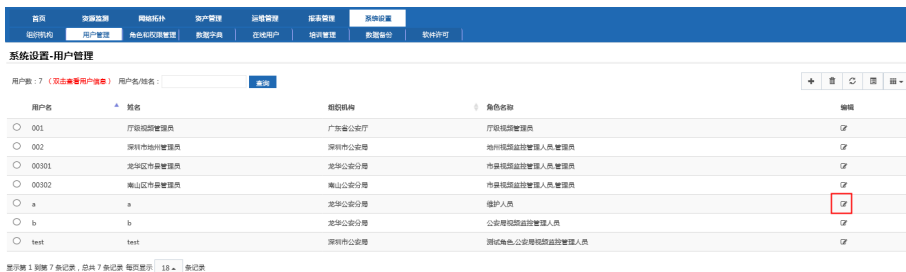 首页 资源监测 网络拓扑 资产管理 运维管理 报表管理 系统设置
组织机构 用户管理 角色和权限管理 数据字典 在线用户 培训管理 数据备份 软件许可
系统设置-用户管理
用户数：7 （双击查看用户信息） 用户名/姓名： 查询
用户名 姓名 组织机构 角色名称 编辑
001 厅级视频管理员 广东省公安厅 厅级视频管理员
002 深圳市地州管理员 深圳市公安局 地州视频监控管理人员,管理员
00301 龙华区市县管理员 龙华公安分局 市县视频监控管理人员,管理员
00302 南山区市县管理员 南山公安分局 市县视频监控管理人员,管理员
a a 龙华公安分局 维护人员
b b 龙华公安分局 公安局视频监控管理人员
test test 深圳市公安局 测试角色,公安局视频监控管理人员
显示第 1 到第 7 条记录，总共 7 条记录 每页显示 18 条记录